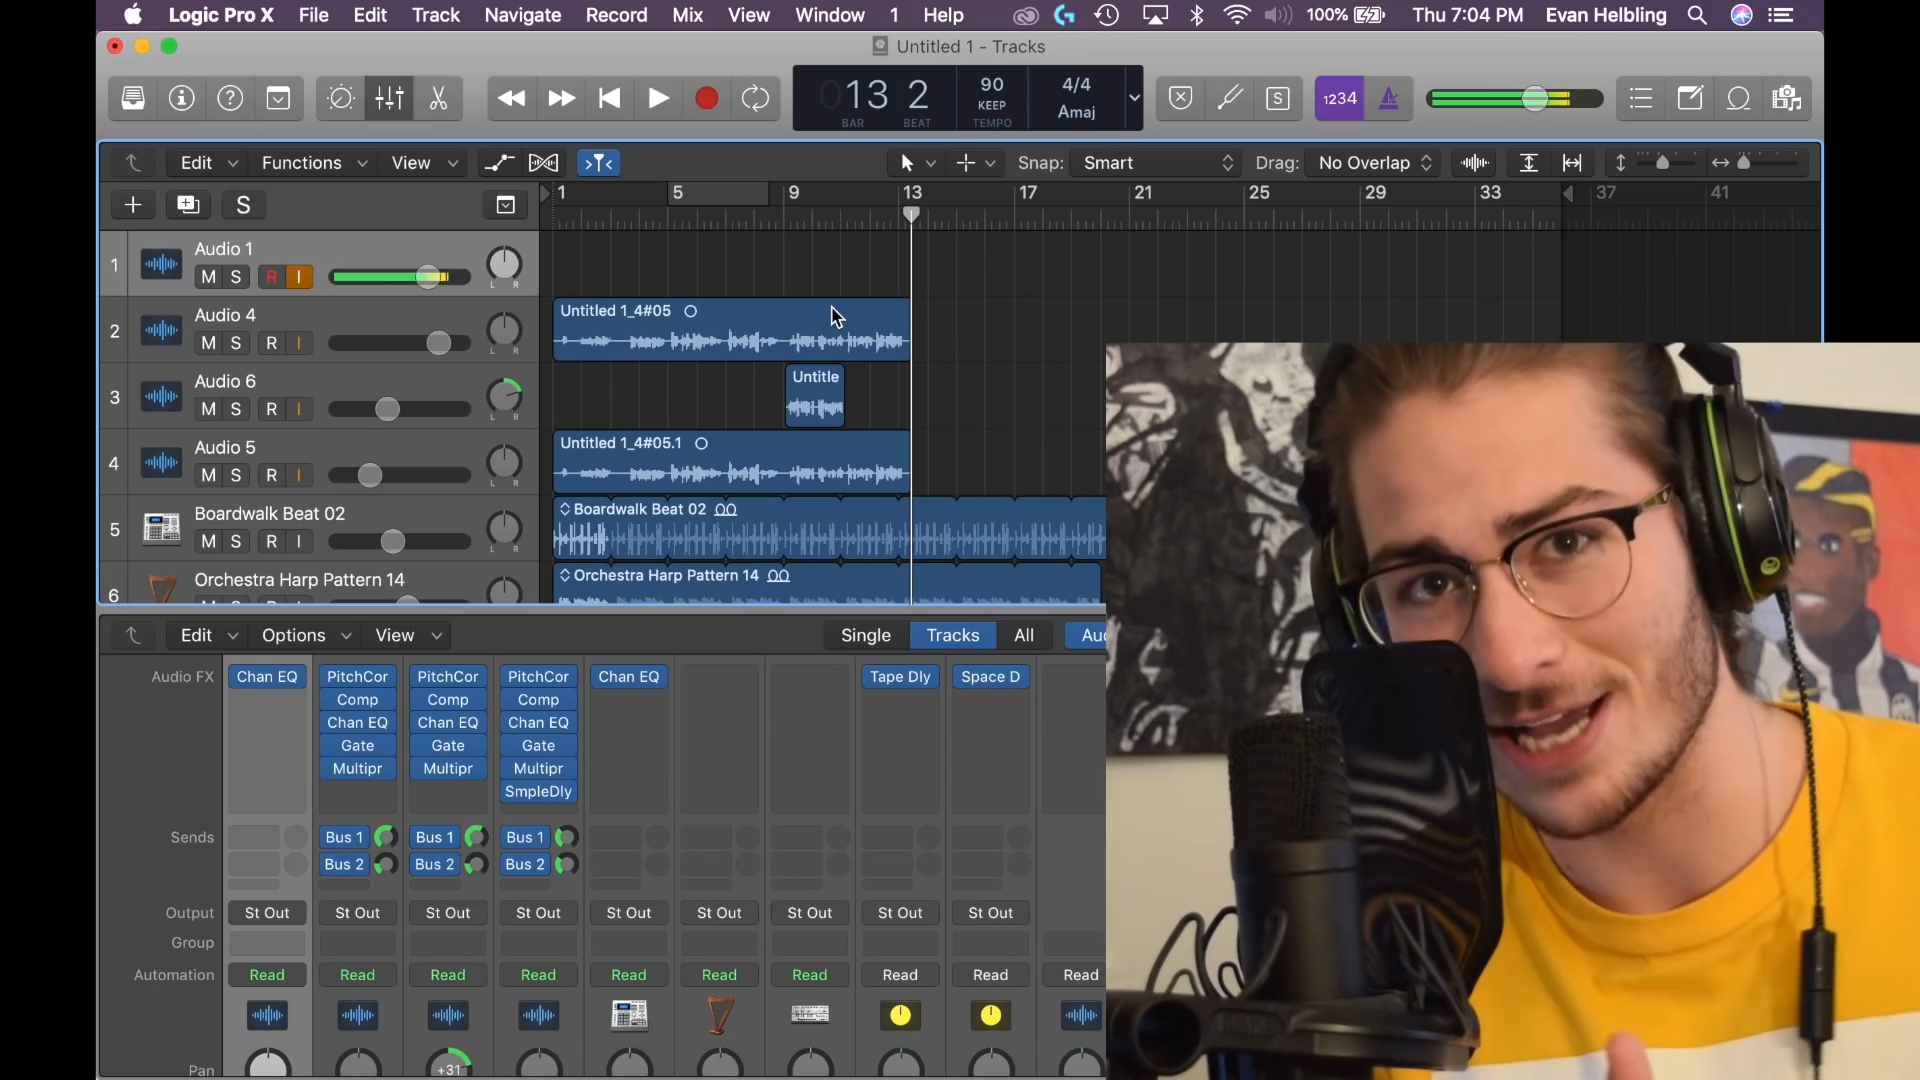 Logic Pro X File Edit Track Navigate Record Mix View Window 1 Help 100% Thu 7:04 PM Evan Helbling
Untitled 1 - Tracks
13 2 90 KEEP 4/4 Amaj 1234
BAR BEAT TEMPO
Edit Functions View Snap: Smart Drag: No Overlap
S 1 5 9 13 17 21 25 29 33 37 41
1 Audio 1
M S R I L R
2 Audio 4 Untitled 1_4#05
M S R I L R
3 Audio 6 Untitle
M S R I L R
4 Audio 5 Untitled 1_4#05.1
M S R I L R
5 Boardwalk Beat 02 Boardwalk Beat 02
M S R I L R
6 Orchestra Harp Pattern 14 Orchestra Harp Pattern 14
Edit Options View Single Tracks All
Audio FX Chan EQ PitchCor PitchCor PitchCor Chan EQ Tape Dly Space D
Comp Comp Comp
Chan EQ Chan EQ Chan EQ
Gate Gate Gate
Multipr Multipr Multipr
SmpleDly
Sends Bus 1 Bus 1 Bus 1
Bus 2 Bus 2 Bus 2
Output St Out St Out St Out St Out St Out St Out St Out St Out St Out
Group
Automation Read Read Read Read Read Read Read Read Read Read
Pan +31